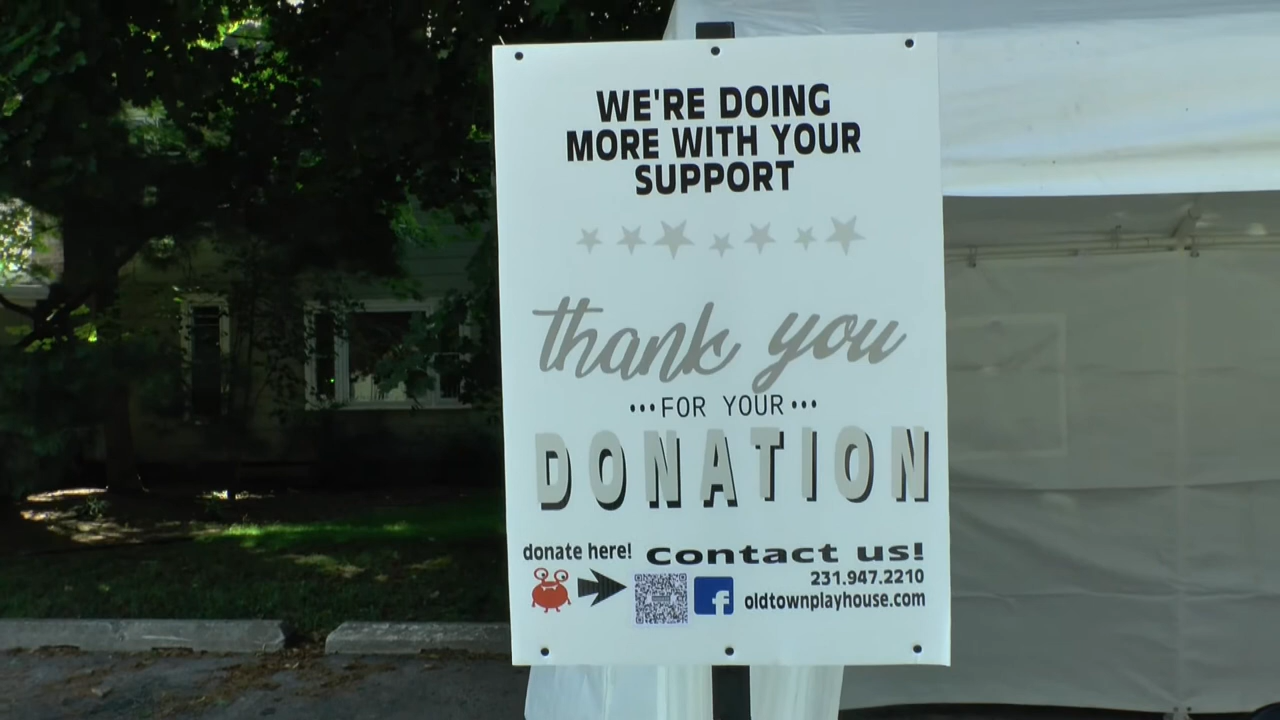 WE'RE DOING
MORE WITH YOUR
SUPPORT
thank you
•••FOR YOUR•••
DONATION
donate here! Contact us!
231.947.2210
f oldtownplayhouse.com